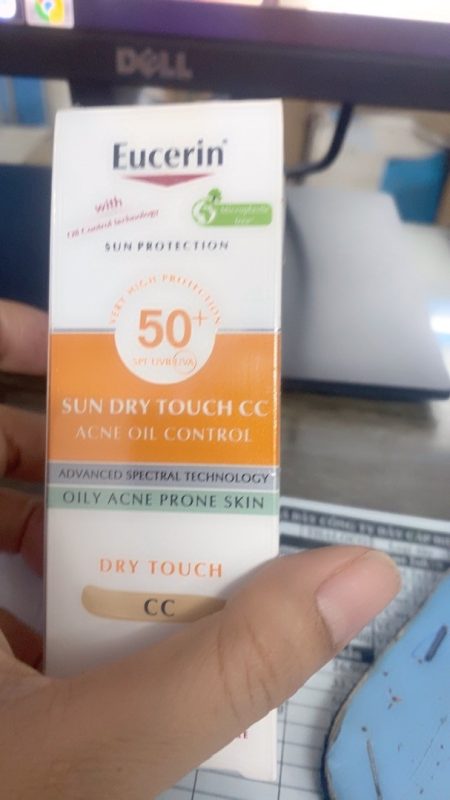 DELL
Eucerin
with
Oil Control technology
Microplastic
free
SUN PROTECTION
VERY HIGH PROTECTION
50+
SPF UVB UVA
SUN DRY TOUCH CC
ACNE OIL CONTROL
ADVANCED SPECTRAL TECHNOLOGY
OILY ACNE PRONE SKIN
DRY TOUCH
CC